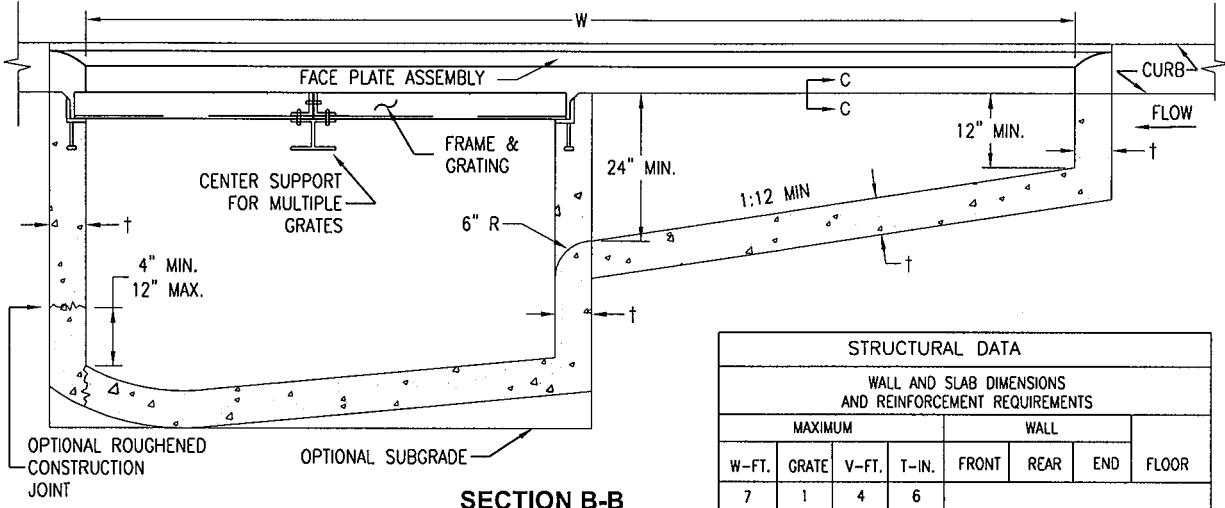 W
FACE PLATE ASSEMBLY
C
C
CURB
FLOW
12" MIN.
†
24" MIN.
FRAME &
GRATING
CENTER SUPPORT
FOR MULTIPLE
GRATES
1:12 MIN
6" R
†
4" MIN.
12" MAX.
†
†
OPTIONAL ROUGHENED
CONSTRUCTION
JOINT
OPTIONAL SUBGRADE
SECTION B-B
STRUCTURAL DATA
WALL AND SLAB DIMENSIONS
AND REINFORCEMENT REQUIREMENTS
MAXIMUM WALL
W-FT. GRATE V-FT. T-IN. FRONT REAR END FLOOR
7 1 4 6